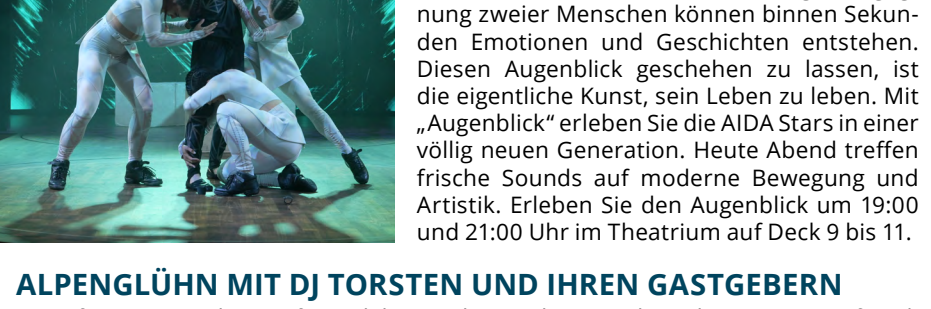 nung zweier Menschen können binnen Sekun-
den Emotionen und Geschichten entstehen.
Diesen Augenblick geschehen zu lassen, ist
die eigentliche Kunst, sein Leben zu leben. Mit
„Augenblick“ erleben Sie die AIDA Stars in einer
völlig neuen Generation. Heute Abend treffen
frische Sounds auf moderne Bewegung und
Artistik. Erleben Sie den Augenblick um 19:00
und 21:00 Uhr im Theatrium auf Deck 9 bis 11.
ALPENGLÜHN MIT DJ TORSTEN UND IHREN GASTGEBERN